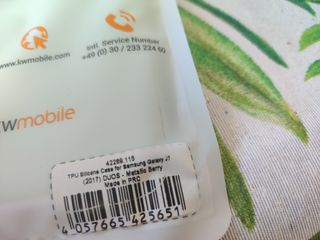 www.kwmobile.com
Intl. Service Number
+49 (0) 30 / 233 224 60
kwmobile
42269.115
TPU Silicone Case for Samsung Galaxy J7
(2017) DUOS - Metallic Berry
Made in PRC
4 057665 425651